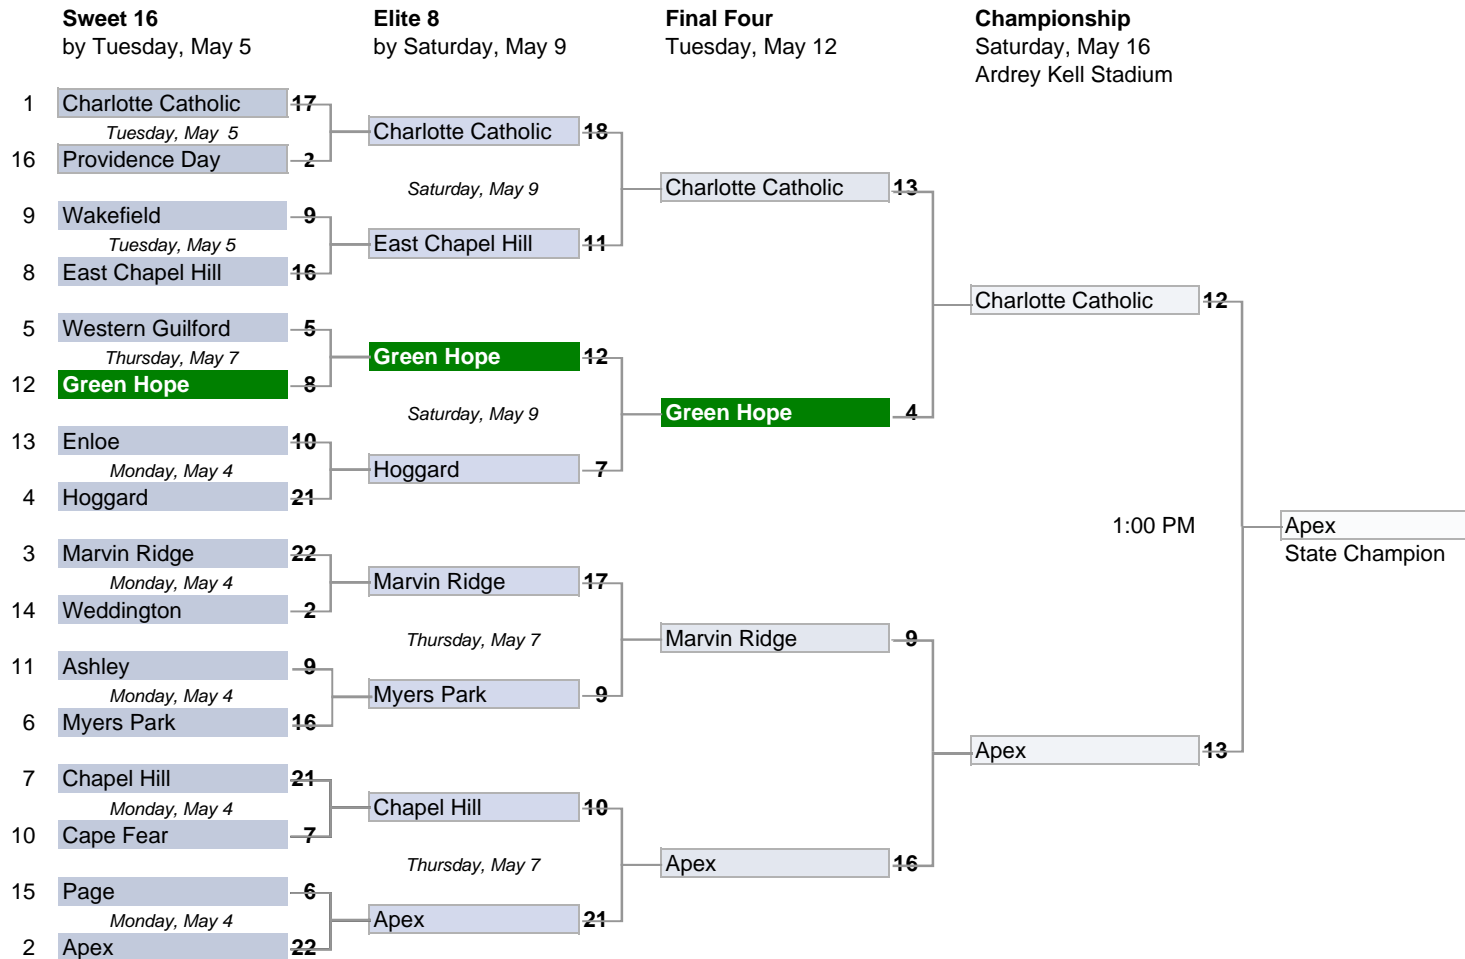 Sweet 16 Elite 8 Final Four Championship
by Tuesday, May 5 by Saturday, May 9 Tuesday, May 12 Saturday, May 16
Ardrey Kell Stadium
1 Charlotte Catholic 17
Tuesday, May 5 Charlotte Catholic 18
16 Providence Day 2
Saturday, May 9 Charlotte Catholic 13
9 Wakefield 9
Tuesday, May 5 East Chapel Hill 11
8 East Chapel Hill 16
Charlotte Catholic 12
5 Western Guilford 5
Thursday, May 7 Green Hope 12
12 Green Hope 8
Saturday, May 9 Green Hope 4
13 Enloe 10
Monday, May 4 Hoggard 7
4 Hoggard 21
1:00 PM Apex
3 Marvin Ridge 22 State Champion
Monday, May 4 Marvin Ridge 17
14 Weddington 2
Thursday, May 7 Marvin Ridge 9
11 Ashley 9
Monday, May 4 Myers Park 9
6 Myers Park 16
Apex 13
7 Chapel Hill 21
Monday, May 4 Chapel Hill 10
10 Cape Fear 7
Thursday, May 7 Apex 16
15 Page 6
Monday, May 4 Apex 21
2 Apex 22